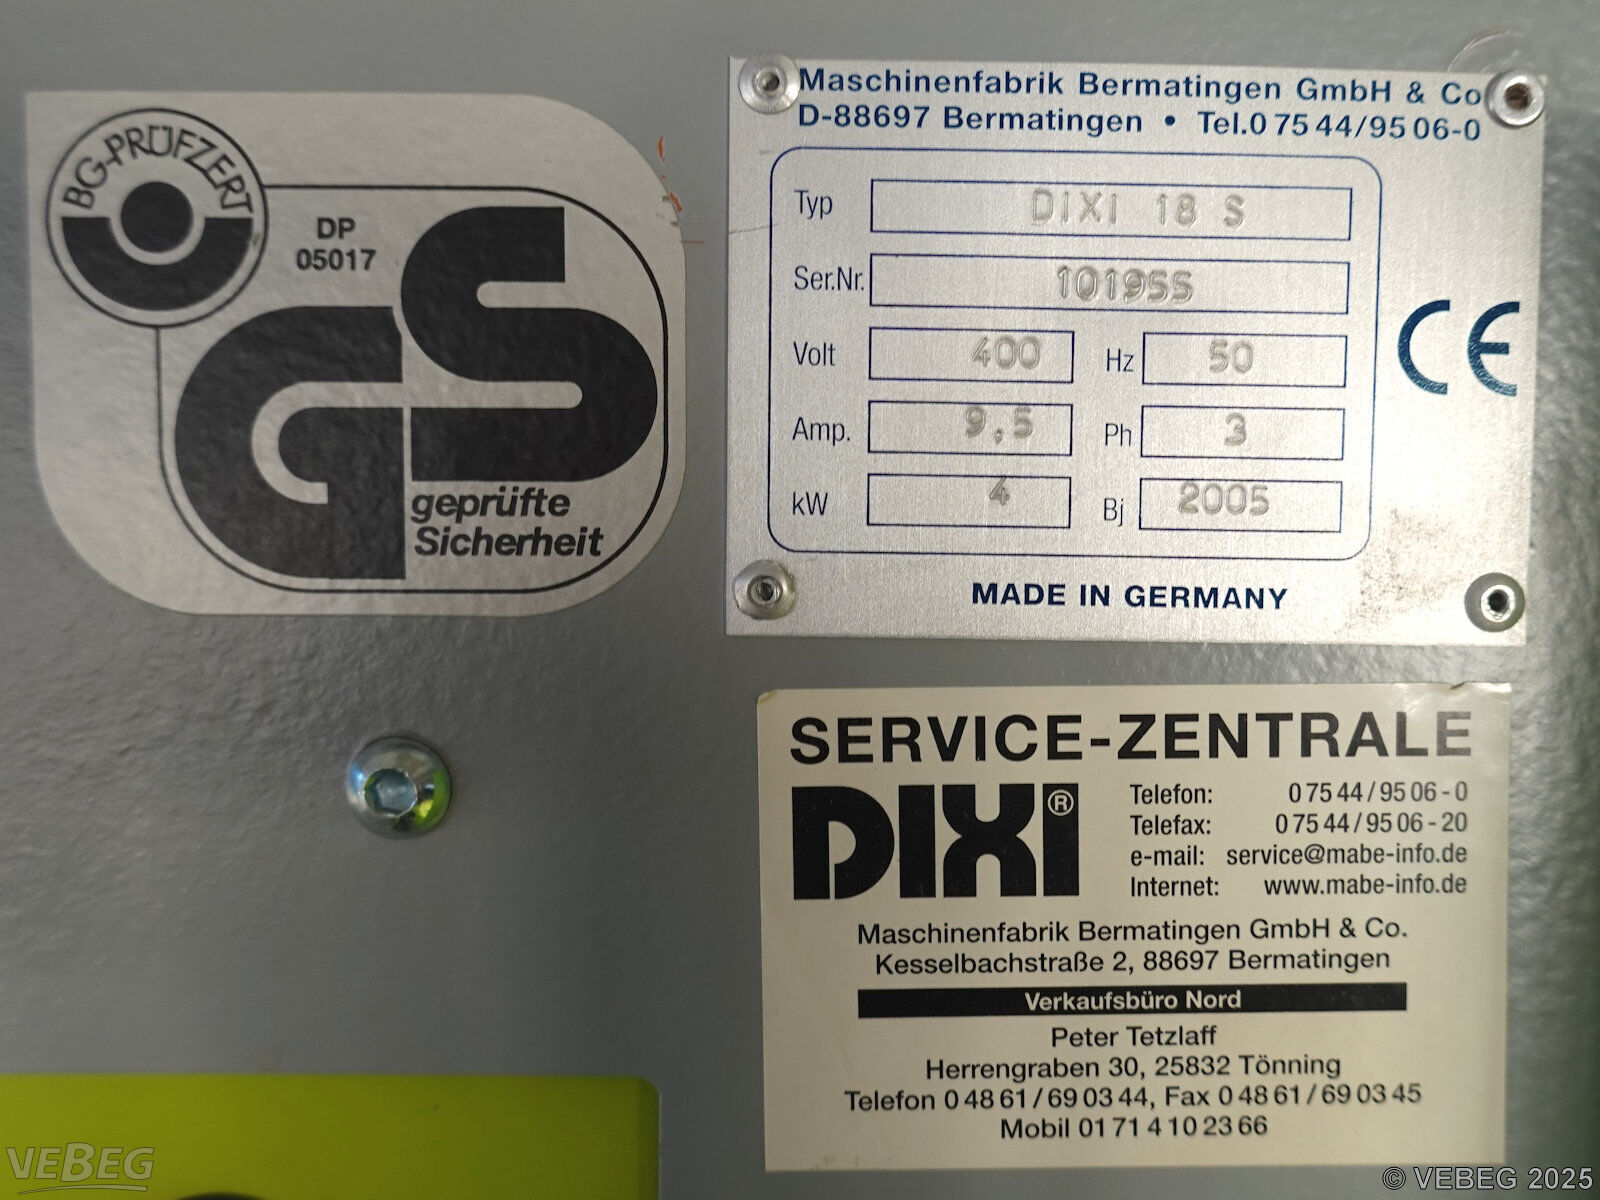 BG-PRÜFZERT
DP
05017
GS
geprüfte
Sicherheit
Maschinenfabrik Bermatingen GmbH & Co
D-88697 Bermatingen • Tel.0 75 44/95 06-0
Typ DIXI 18 S
Ser.Nr. 101955
Volt 400 Hz 50
Amp. 9,5 Ph 3
kW 4 Bj 2005
CE
MADE IN GERMANY
SERVICE-ZENTRALE
DIXI®
Telefon: 0 75 44 / 95 06 - 0
Telefax: 0 75 44 / 95 06 - 20
e-mail: service@mabe-info.de
Internet: www.mabe-info.de
Maschinenfabrik Bermatingen GmbH & Co.
Kesselbachstraße 2, 88697 Bermatingen
Verkaufsbüro Nord
Peter Tetzlaff
Herrengraben 30, 25832 Tönning
Telefon 0 48 61 / 69 03 44, Fax 0 48 61 / 69 03 45
Mobil 01 71 4 10 23 66
VEBEG
© VEBEG 2025